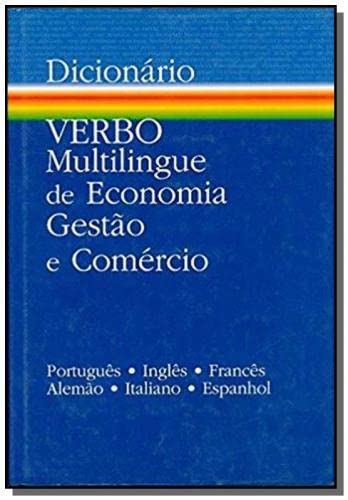 Dicionário
VERBO
Multilingue
de Economia
Gestão
e Comércio
Português • Inglês • Francês
Alemão • Italiano • Espanhol